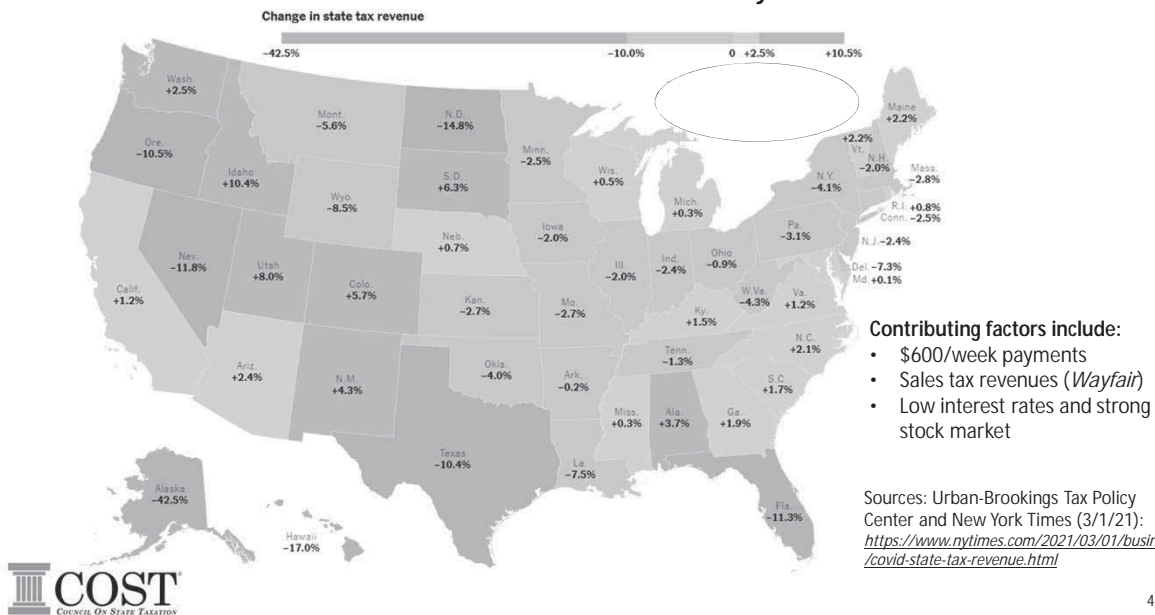 Change in state tax revenue
−42.5% −10.0% 0 +2.5% +10.5%
Wash.
+2.5%
Ore.
−10.5%
Idaho
+10.4%
Mont.
−5.6%
N.D.
−14.8%
Minn.
−2.5%
Wis.
+0.5%
Mich.
+0.3%
Maine
+2.2%
+2.2%
Vt.
N.H.
−2.0%
Mass.
−2.8%
N.Y.
−4.1%
R.I. +0.8%
Conn. −2.5%
S.D.
+6.3%
Wyo.
−8.5%
Neb.
+0.7%
Iowa
−2.0%
Ill.
−2.0%
Ind.
−2.4%
Ohio
−0.9%
Pa.
−3.1%
N.J. −2.4%
Del. −7.3%
Md. +0.1%
Nev.
−11.8%
Utah
+8.0%
Colo.
+5.7%
Calif.
+1.2%
Kan.
−2.7%
Mo.
−2.7%
Ky.
+1.5%
W.Va.
−4.3%
Va.
+1.2%
N.C.
+2.1%
Tenn.
−1.3%
S.C.
+1.7%
Ariz.
+2.4%
N.M.
+4.3%
Okla.
−4.0%
Ark.
−0.2%
Miss.
+0.3%
Ala.
+3.7%
Ga.
+1.9%
Texas
−10.4%
La.
−7.5%
Fla.
−11.3%
Alaska
−42.5%
Hawaii
−17.0%
Contributing factors include:
• $600/week payments
• Sales tax revenues (Wayfair)
• Low interest rates and strong
stock market
Sources: Urban-Brookings Tax Policy
Center and New York Times (3/1/21):
https://www.nytimes.com/2021/03/01/busin
/covid-state-tax-revenue.html
COST
COUNCIL ON STATE TAXATION
4